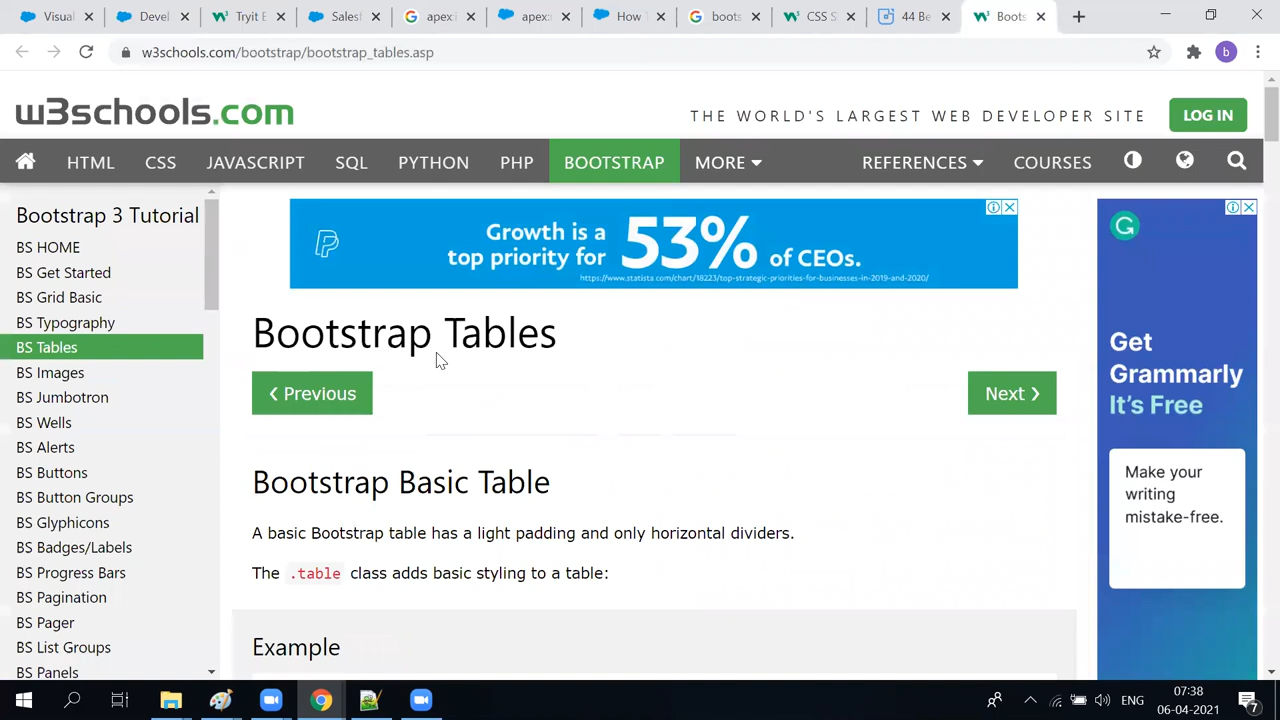 Visual
Devel
Tryit E
Salesf
apex:i
apex:
How T
boots
CSS S
44 Be
Boots
w3schools.com/bootstrap/bootstrap_tables.asp
b
w3schools.com
THE WORLD'S LARGEST WEB DEVELOPER SITE
LOG IN
HTML CSS JAVASCRIPT SQL PYTHON PHP BOOTSTRAP MORE REFERENCES COURSES
Bootstrap 3 Tutorial
BS HOME
BS Get Started
BS Grid Basic
BS Typography
BS Tables
BS Images
BS Jumbotron
BS Wells
BS Alerts
BS Buttons
BS Button Groups
BS Glyphicons
BS Badges/Labels
BS Progress Bars
BS Pagination
BS Pager
BS List Groups
BS Panels
Growth is a
top priority for
53%
of CEOs.
https://www.statista.com/chart/18223/top-strategic-priorities-for-businesses-in-2019-and-2020/
Bootstrap Tables
❮ Previous
Next ❯
Bootstrap Basic Table
A basic Bootstrap table has a light padding and only horizontal dividers.
The .table class adds basic styling to a table:
Example
G
Get
Grammarly
It's Free
Make your
writing
mistake-free.
ENG
07:38
06-04-2021
7